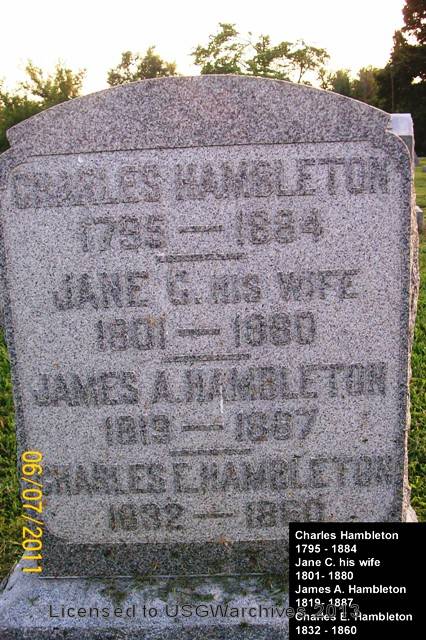 CHARLES HAMBLETON
1795 — 1884
JANE C. HIS WIFE
1801 — 1880
JAMES A. HAMBLETON
1819 — 1887
CHARLES E. HAMBLETON
1832 — 1860
06/07/2011
Charles Hambleton
1795 - 1884
Jane C. his wife
1801- 1880
James A. Hambleton
1819- 1887
Charles E. Hambleton
1832 - 1860
Licensed to USGWarchives 2013